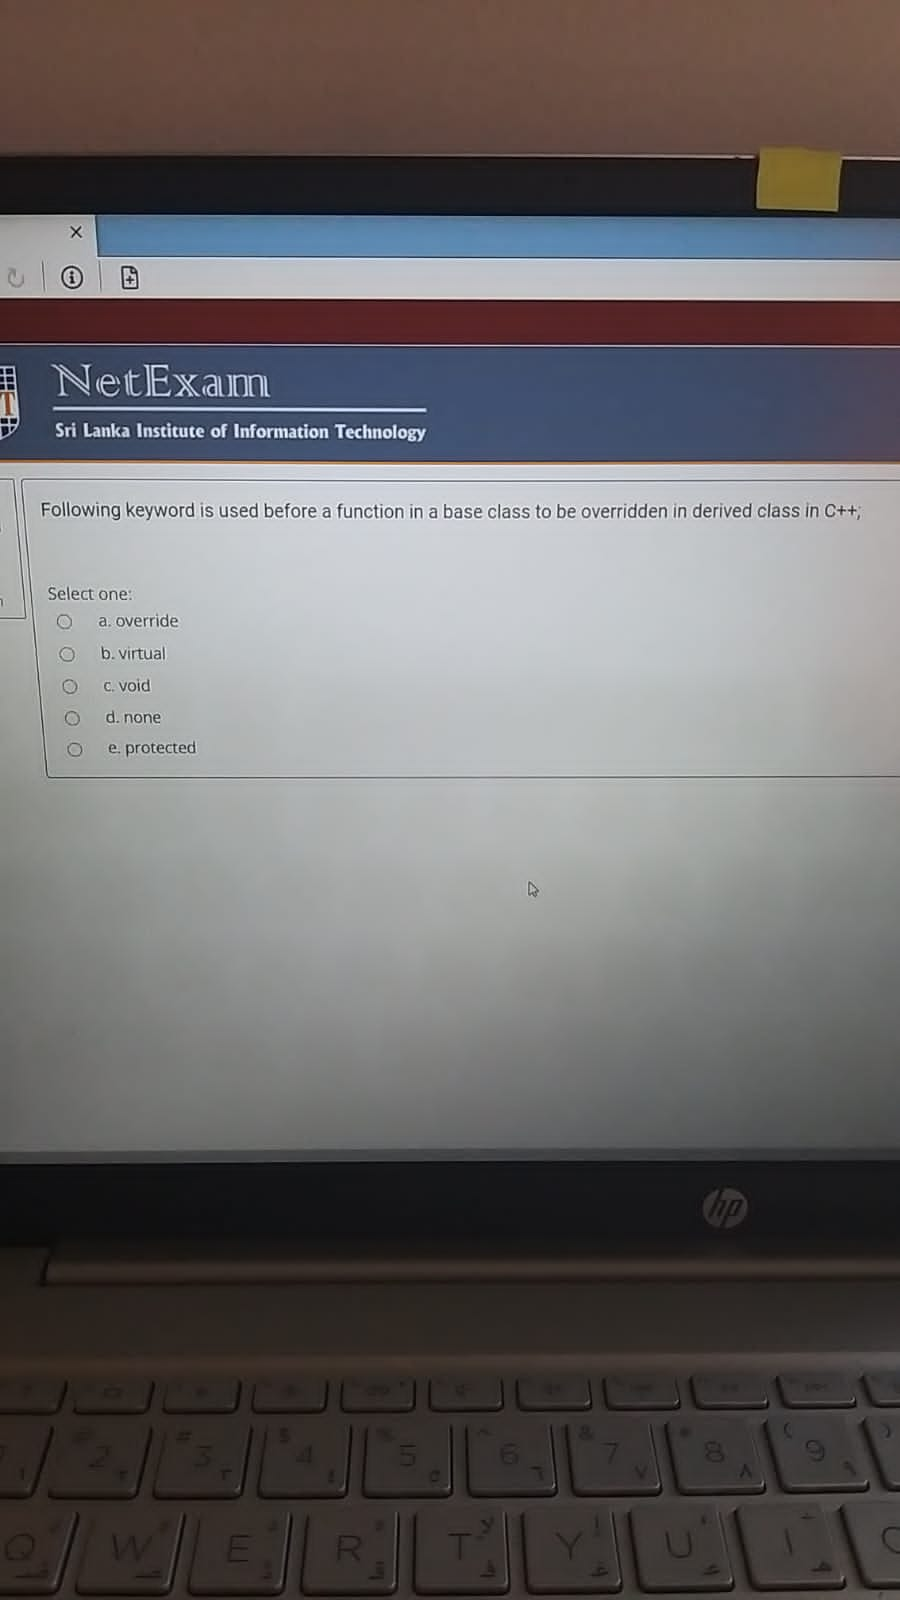 NetExam
Sri Lanka Institute of Information Technology
Following keyword is used before a function in a base class to be overridden in derived class in C++;
Select one:
a. override
b. virtual
c. void
d. none
e. protected
hp
2 3 4 5 6 7 8 9
Q W E R T Y U I